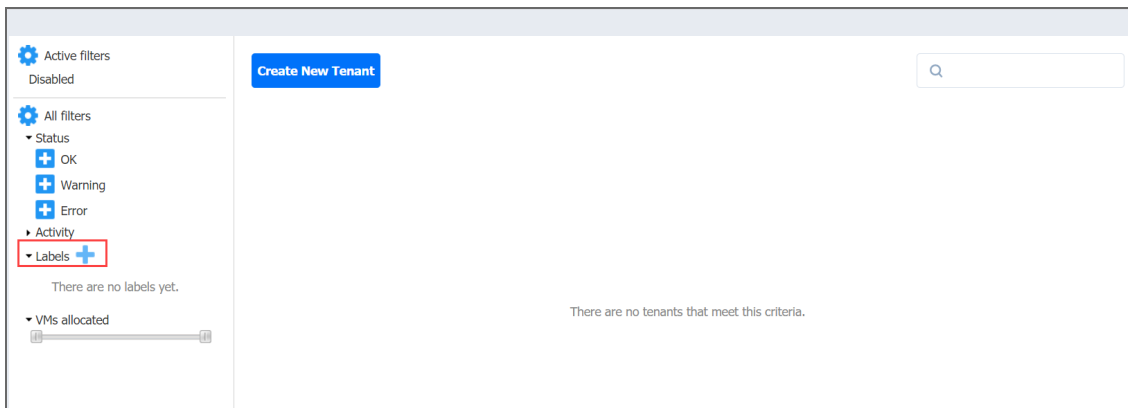 Active filters
Disabled
Create New Tenant
All filters
Status
OK
Warning
Error
Activity
Labels
There are no labels yet.
VMs allocated
There are no tenants that meet this criteria.